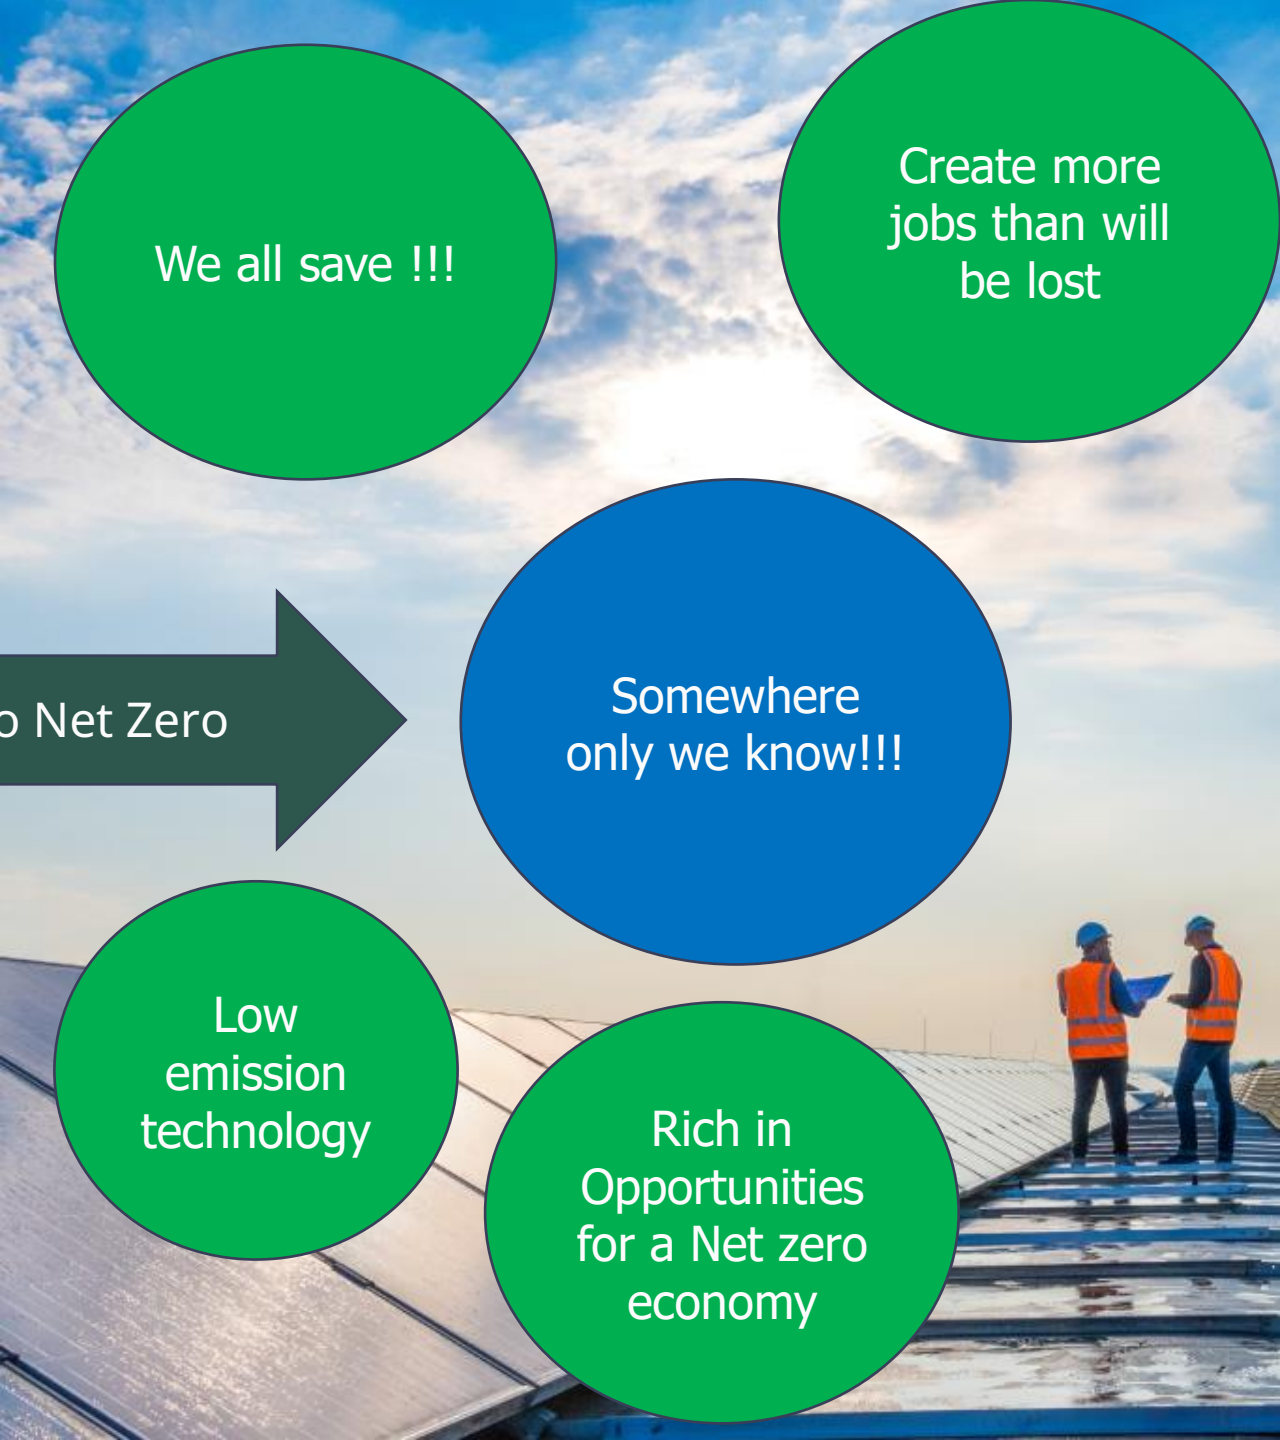 We all save !!!
Create more
jobs than will
be lost
Somewhere
only we know!!!
o Net Zero
Low
emission
technology
Rich in
Opportunities
for a Net zero
economy